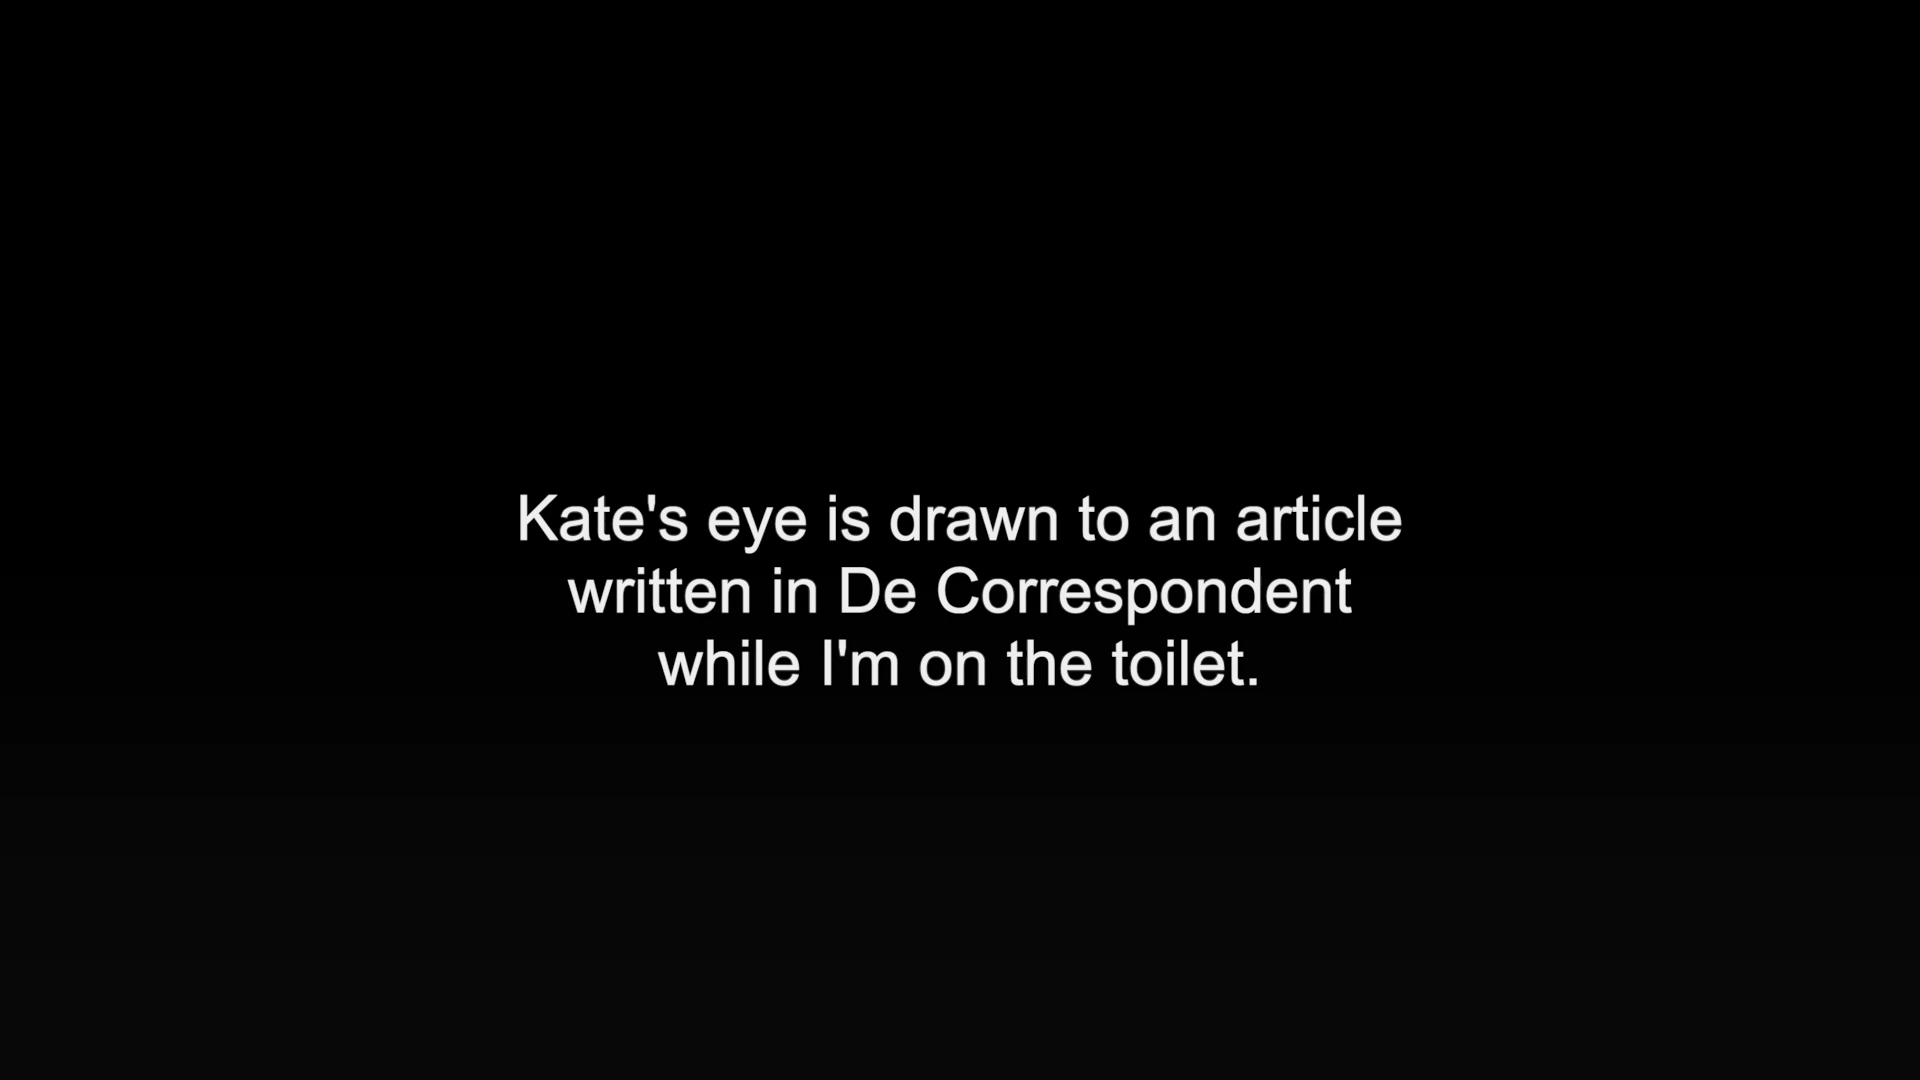 Kate's eye is drawn to an article
written in De Correspondent
while I'm on the toilet.